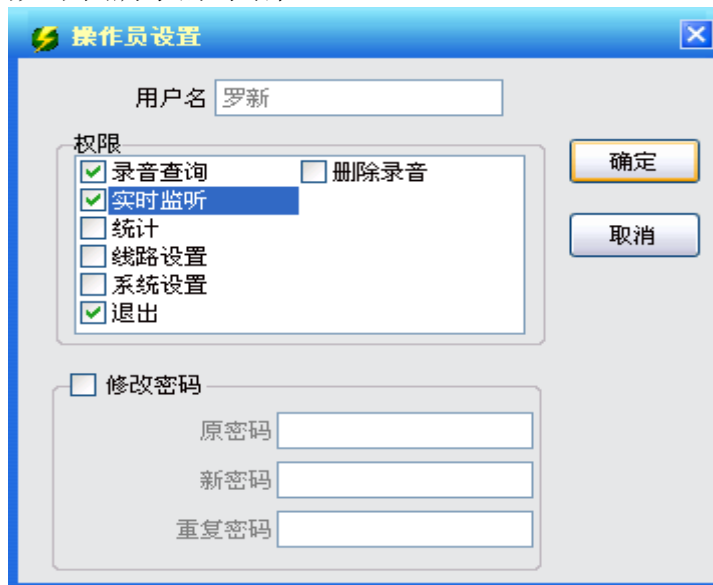 操作员设置
用户名 罗新
权限
录音查询 删除录音
实时监听
统计
线路设置
系统设置
退出
确定
取消
修改密码
原密码
新密码
重复密码